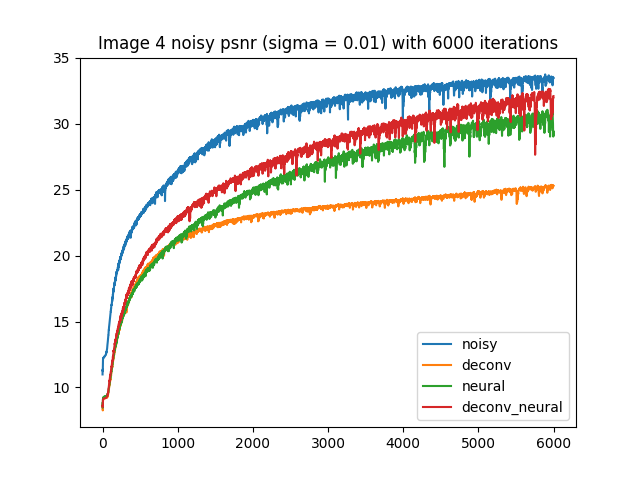 Image 4 noisy psnr (sigma = 0.01) with 6000 iterations
35
30
25
20
15
10
0 1000 2000 3000 4000 5000 6000
noisy
deconv
neural
deconv_neural